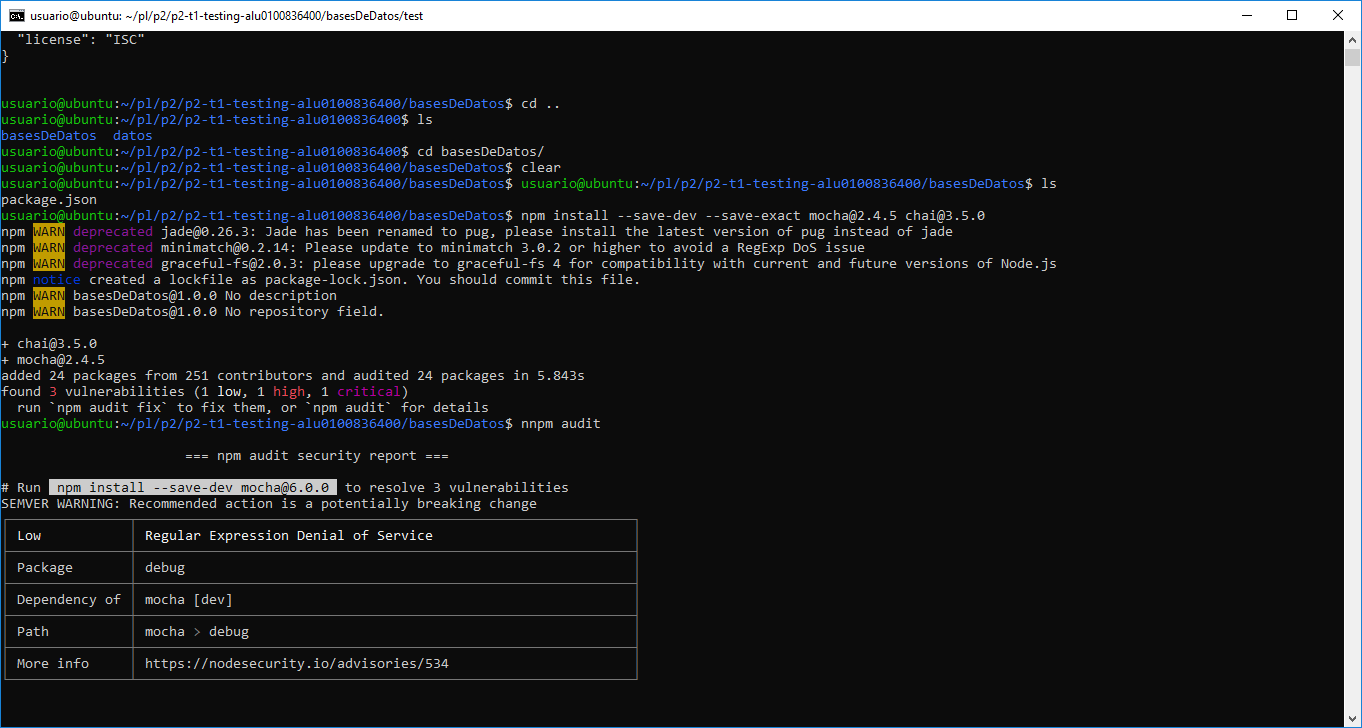 usuario@ubuntu: ~/pl/p2/p2-t1-testing-alu0100836400/basesDeDatos/test
  "license": "ISC"
}
usuario@ubuntu:~/pl/p2/p2-t1-testing-alu0100836400/basesDeDatos$ cd ..
usuario@ubuntu:~/pl/p2/p2-t1-testing-alu0100836400$ ls
basesDeDatos  datos
usuario@ubuntu:~/pl/p2/p2-t1-testing-alu0100836400$ cd basesDeDatos/
usuario@ubuntu:~/pl/p2/p2-t1-testing-alu0100836400/basesDeDatos$ clear
usuario@ubuntu:~/pl/p2/p2-t1-testing-alu0100836400/basesDeDatos$ usuario@ubuntu:~/pl/p2/p2-t1-testing-alu0100836400/basesDeDatos$ ls
package.json
usuario@ubuntu:~/pl/p2/p2-t1-testing-alu0100836400/basesDeDatos$ npm install --save-dev --save-exact mocha@2.4.5 chai@3.5.0
npm WARN deprecated jade@0.26.3: Jade has been renamed to pug, please install the latest version of pug instead of jade
npm WARN deprecated minimatch@0.2.14: Please update to minimatch 3.0.2 or higher to avoid a RegExp DoS issue
npm WARN deprecated graceful-fs@2.0.3: please upgrade to graceful-fs 4 for compatibility with current and future versions of Node.js
npm notice created a lockfile as package-lock.json. You should commit this file.
npm WARN basesDeDatos@1.0.0 No description
npm WARN basesDeDatos@1.0.0 No repository field.
+ chai@3.5.0
+ mocha@2.4.5
added 24 packages from 251 contributors and audited 24 packages in 5.843s
found 3 vulnerabilities (1 low, 1 high, 1 critical)
  run `npm audit fix` to fix them, or `npm audit` for details
usuario@ubuntu:~/pl/p2/p2-t1-testing-alu0100836400/basesDeDatos$ nnpm audit
=== npm audit security report ===
# Run  npm install --save-dev mocha@6.0.0  to resolve 3 vulnerabilities
SEMVER WARNING: Recommended action is a potentially breaking change
Low  Regular Expression Denial of Service
Package  debug
Dependency of  mocha [dev]
Path  mocha > debug
More info  https://nodesecurity.io/advisories/534